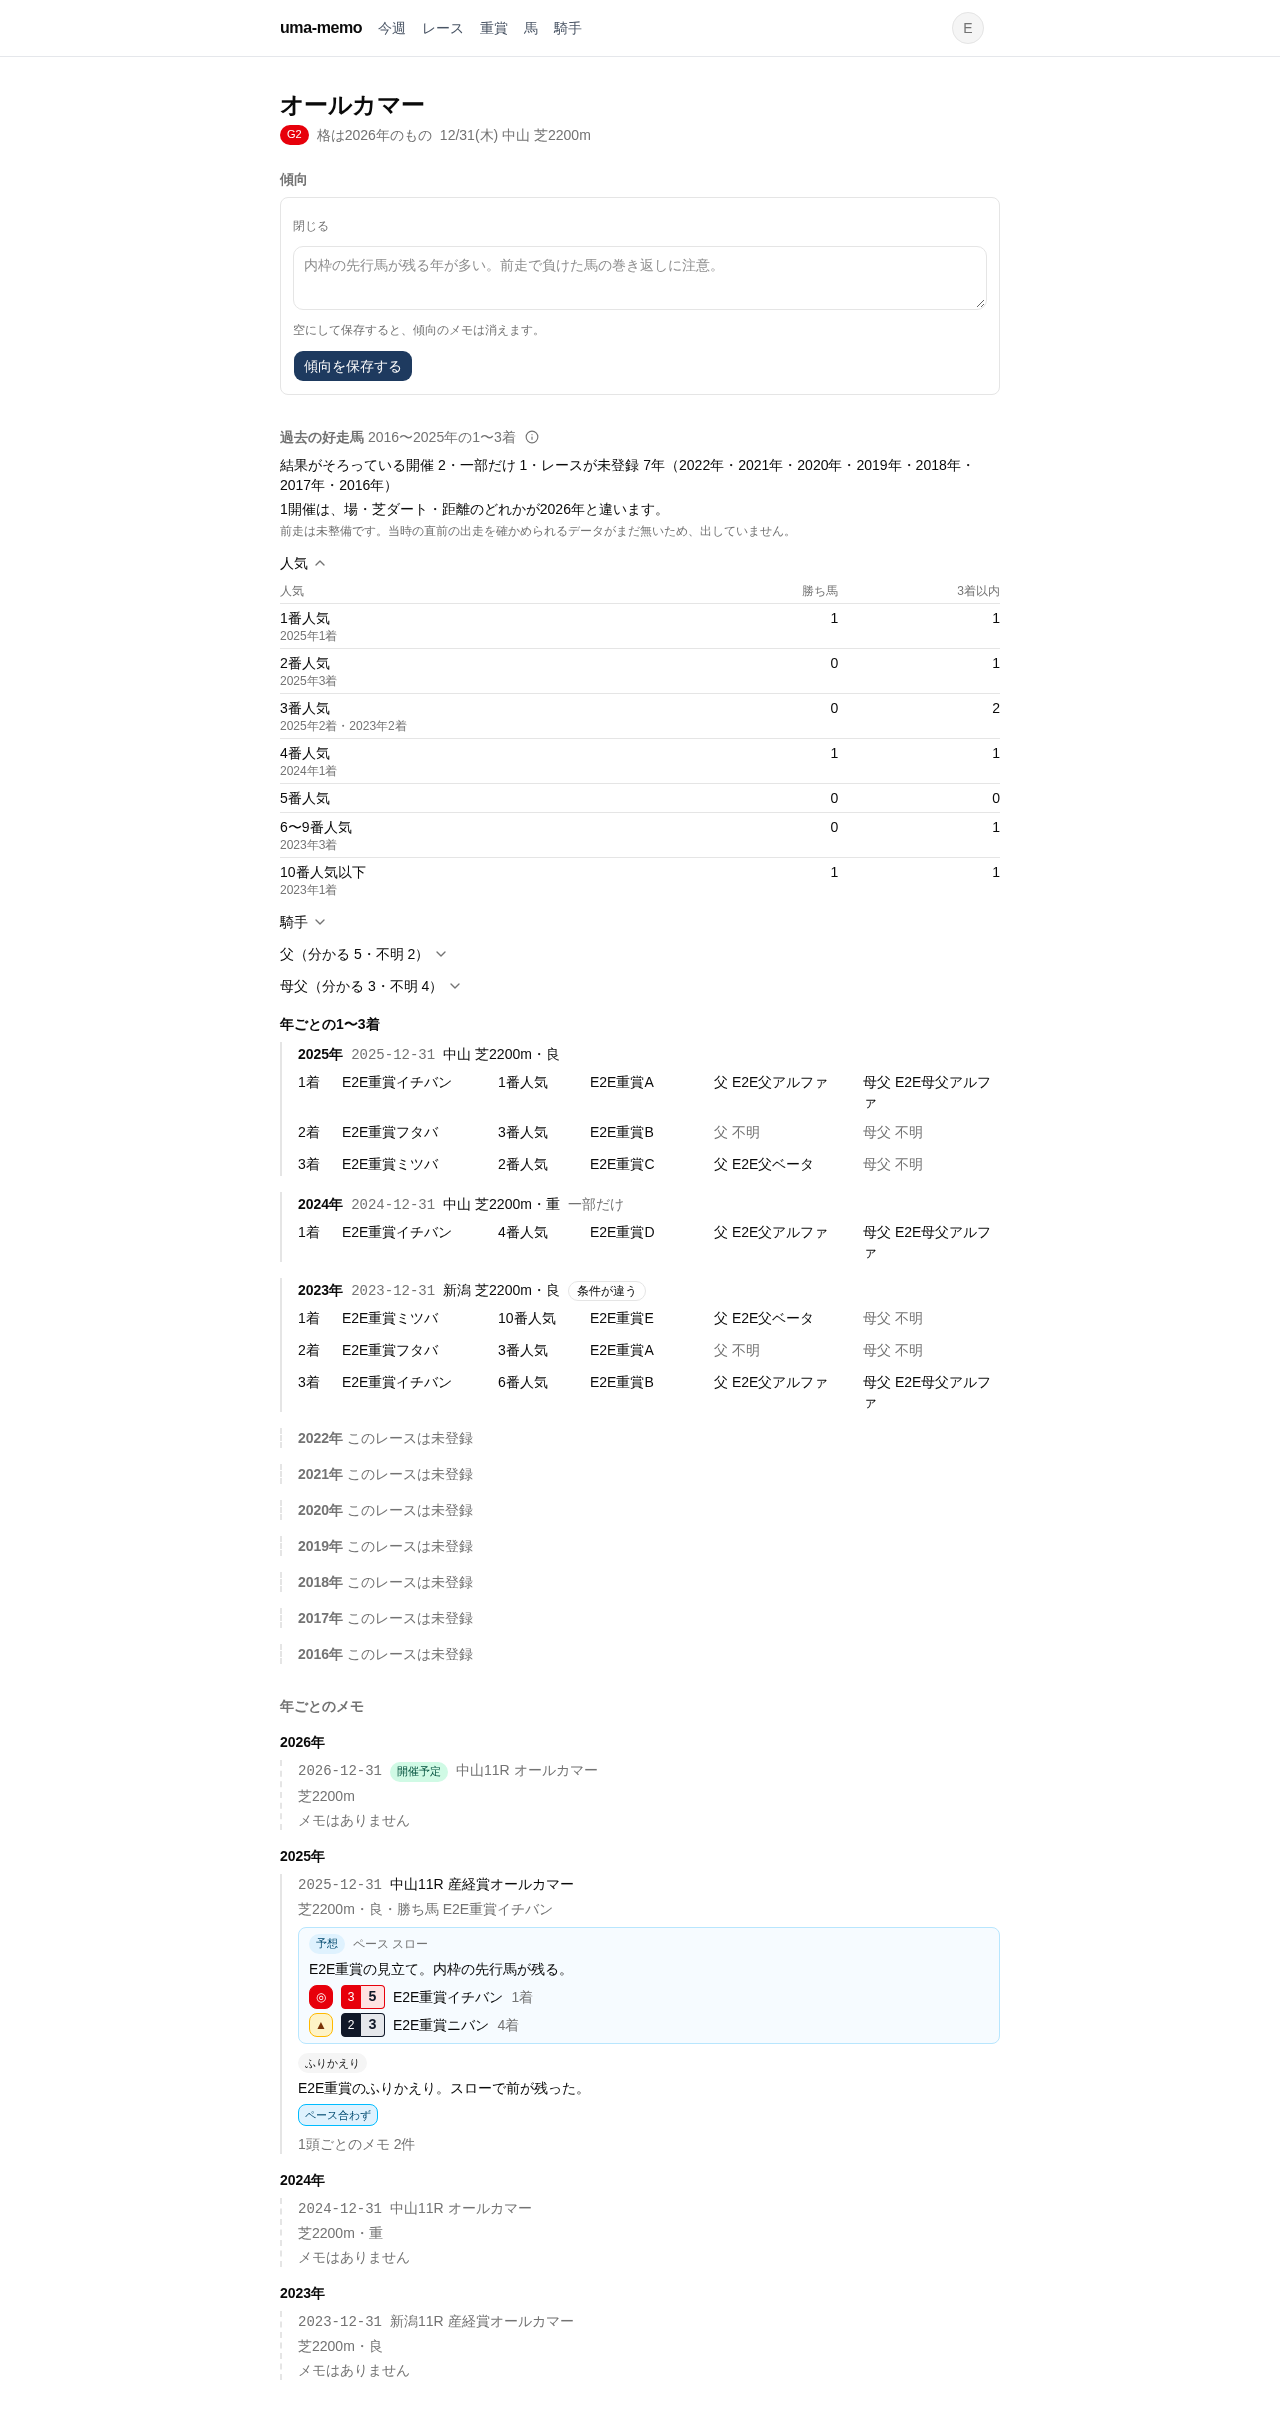 uma-memo 今週 レース 重賞 馬 騎手 E
オールカマー
G2 格は2026年のもの 12/31(木) 中山 芝2200m
傾向
閉じる
内枠の先行馬が残る年が多い。前走で負けた馬の巻き返しに注意。
空にして保存すると、傾向のメモは消えます。
傾向を保存する
過去の好走馬 2016〜2025年の1〜3着
結果がそろっている開催 2・一部だけ 1・レースが未登録 7年（2022年・2021年・2020年・2019年・2018年・
2017年・2016年）
1開催は、場・芝ダート・距離のどれかが2026年と違います。
前走は未整備です。当時の直前の出走を確かめられるデータがまだ無いため、出していません。
人気
人気 勝ち馬 3着以内
1番人気 1 1
2025年1着
2番人気 0 1
2025年3着
3番人気 0 2
2025年2着・2023年2着
4番人気 1 1
2024年1着
5番人気 0 0
6〜9番人気 0 1
2023年3着
10番人気以下 1 1
2023年1着
騎手
父（分かる 5・不明 2）
母父（分かる 3・不明 4）
年ごとの1〜3着
2025年 2025-12-31 中山 芝2200m・良
1着 E2E重賞イチバン 1番人気 E2E重賞A 父 E2E父アルファ 母父 E2E母父アルフ
ァ
2着 E2E重賞フタバ 3番人気 E2E重賞B 父 不明 母父 不明
3着 E2E重賞ミツバ 2番人気 E2E重賞C 父 E2E父ベータ 母父 不明
2024年 2024-12-31 中山 芝2200m・重 一部だけ
1着 E2E重賞イチバン 4番人気 E2E重賞D 父 E2E父アルファ 母父 E2E母父アルフ
ァ
2023年 2023-12-31 新潟 芝2200m・良 条件が違う
1着 E2E重賞ミツバ 10番人気 E2E重賞E 父 E2E父ベータ 母父 不明
2着 E2E重賞フタバ 3番人気 E2E重賞A 父 不明 母父 不明
3着 E2E重賞イチバン 6番人気 E2E重賞B 父 E2E父アルファ 母父 E2E母父アルフ
ァ
2022年 このレースは未登録
2021年 このレースは未登録
2020年 このレースは未登録
2019年 このレースは未登録
2018年 このレースは未登録
2017年 このレースは未登録
2016年 このレースは未登録
年ごとのメモ
2026年
2026-12-31 開催予定 中山11R オールカマー
芝2200m
メモはありません
2025年
2025-12-31 中山11R 産経賞オールカマー
芝2200m・良・勝ち馬 E2E重賞イチバン
予想 ペース スロー
E2E重賞の見立て。内枠の先行馬が残る。
◎ 3 5 E2E重賞イチバン 1着
▲ 2 3 E2E重賞ニバン 4着
ふりかえり
E2E重賞のふりかえり。スローで前が残った。
ペース合わず
1頭ごとのメモ 2件
2024年
2024-12-31 中山11R オールカマー
芝2200m・重
メモはありません
2023年
2023-12-31 新潟11R 産経賞オールカマー
芝2200m・良
メモはありません